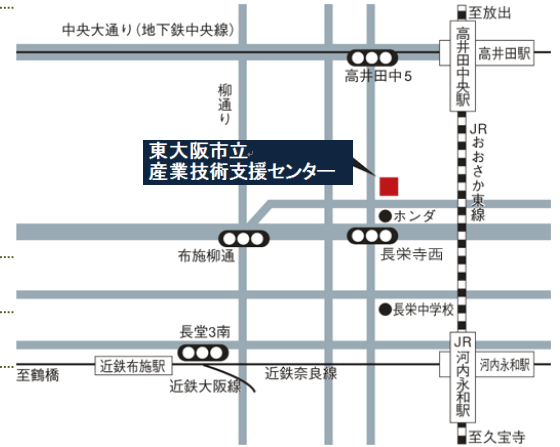 至放出
中央大通り(地下鉄中央線)
高井田中央駅
高井田駅
高井田中5
柳通り
JRおおさか東線
東大阪市立
産業技術支援センター
ホンダ
布施柳通
長栄寺西
長栄中学校
長堂3南
JR
河内永和駅
河内永和駅
近鉄布施駅
至鶴橋
近鉄大阪線
近鉄奈良線
至久宝寺